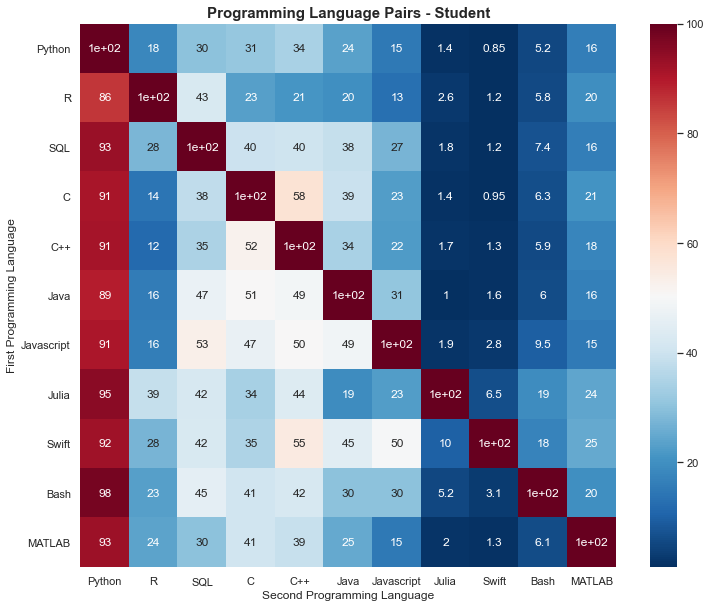 Programming Language Pairs - Student
Python 1e+02 18 30 31 34 24 15 1.4 0.85 5.2 16
R 86 1e+02 43 23 21 20 13 2.6 1.2 5.8 20
SQL 93 28 1e+02 40 40 38 27 1.8 1.2 7.4 16
C 91 14 38 1e+02 58 39 23 1.4 0.95 6.3 21
C++ 91 12 35 52 1e+02 34 22 1.7 1.3 5.9 18
Java 89 16 47 51 49 1e+02 31 1 1.6 6 16
Javascript 91 16 53 47 50 49 1e+02 1.9 2.8 9.5 15
Julia 95 39 42 34 44 19 23 1e+02 6.5 19 24
Swift 92 28 42 35 55 45 50 10 1e+02 18 25
Bash 98 23 45 41 42 30 30 5.2 3.1 1e+02 20
MATLAB 93 24 30 41 39 25 15 2 1.3 6.1 1e+02
Python R SQL C C++ Java Javascript Julia Swift Bash MATLAB
Second Programming Language
First Programming Language
100
80
60
40
20